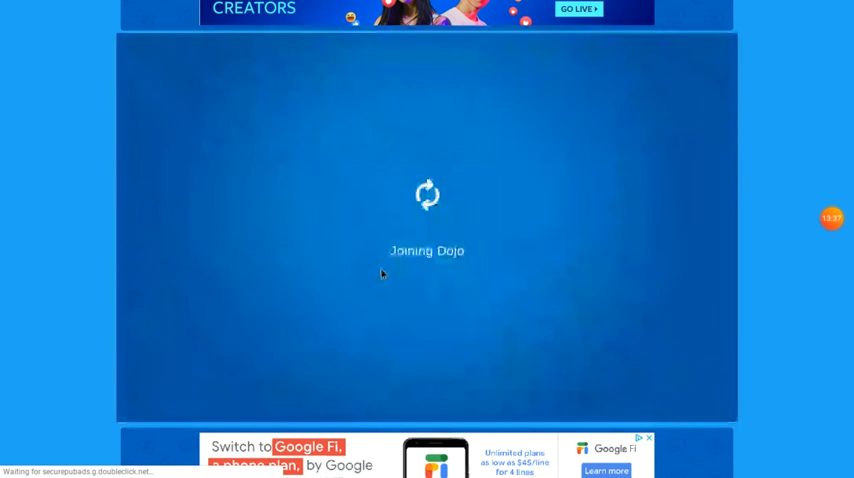 CREATORS
GO LIVE
13:37
Joining Dojo
Switch to Google Fi,
a phone plan, by Google
Unlimited plans
as low as $45/line
for 4 lines
Google Fi
Learn more
Waiting for securepubads.g.doubleclick.net...